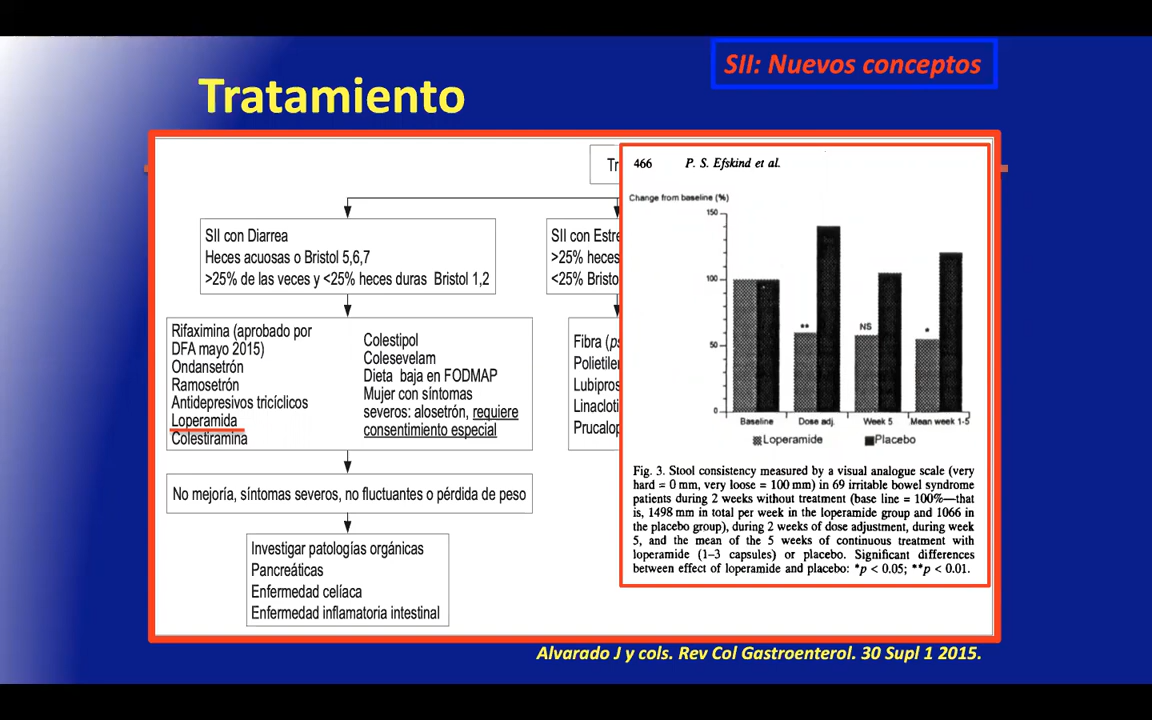 SII: Nuevos conceptos
Tratamiento
SII con Diarrea
Heces acuosas o Bristol 5,6,7
>25% de las veces y <25% heces duras Bristol 1,2
SII con Estre
>25% heces
<25% Bristo
Rifaximina (aprobado por
DFA mayo 2015)
Ondansetrón
Ramosetrón
Antidepresivos tricíclicos
Loperamida
Colestiramina
Colestipol
Colesevelam
Dieta baja en FODMAP
Mujer con síntomas
severos: alosetrón, requiere
consentimiento especial
Polietilen
Lubipros
Linacloti
Prucalop
No mejoría, síntomas severos, no fluctuantes o pérdida de peso
Investigar patologías orgánicas
Pancreáticas
Enfermedad celíaca
Enfermedad inflamatoria intestinal
466 P. S. Efskind et al.
Change from baseline (%)
150
100
50
0
** NS *
Baseline Dose adj. Week 5 Mean week 1-5
Loperamide Placebo
Fig. 3. Stool consistency measured by a visual analogue scale (very
hard = 0 mm, very loose = 100 mm) in 69 irritable bowel syndrome
patients during 2 weeks without treatment (base line = 100%—that
is, 1498 mm in total per week in the loperamide group and 1066 in
the placebo group), during 2 weeks of dose adjustment, during week
5, and the mean of the 5 weeks of continuous treatment with
loperamide (1–3 capsules) or placebo. Significant differences
between effect of loperamide and placebo: *p < 0.05; **p < 0.01.
Alvarado J y cols. Rev Col Gastroenterol. 30 Supl 1 2015.